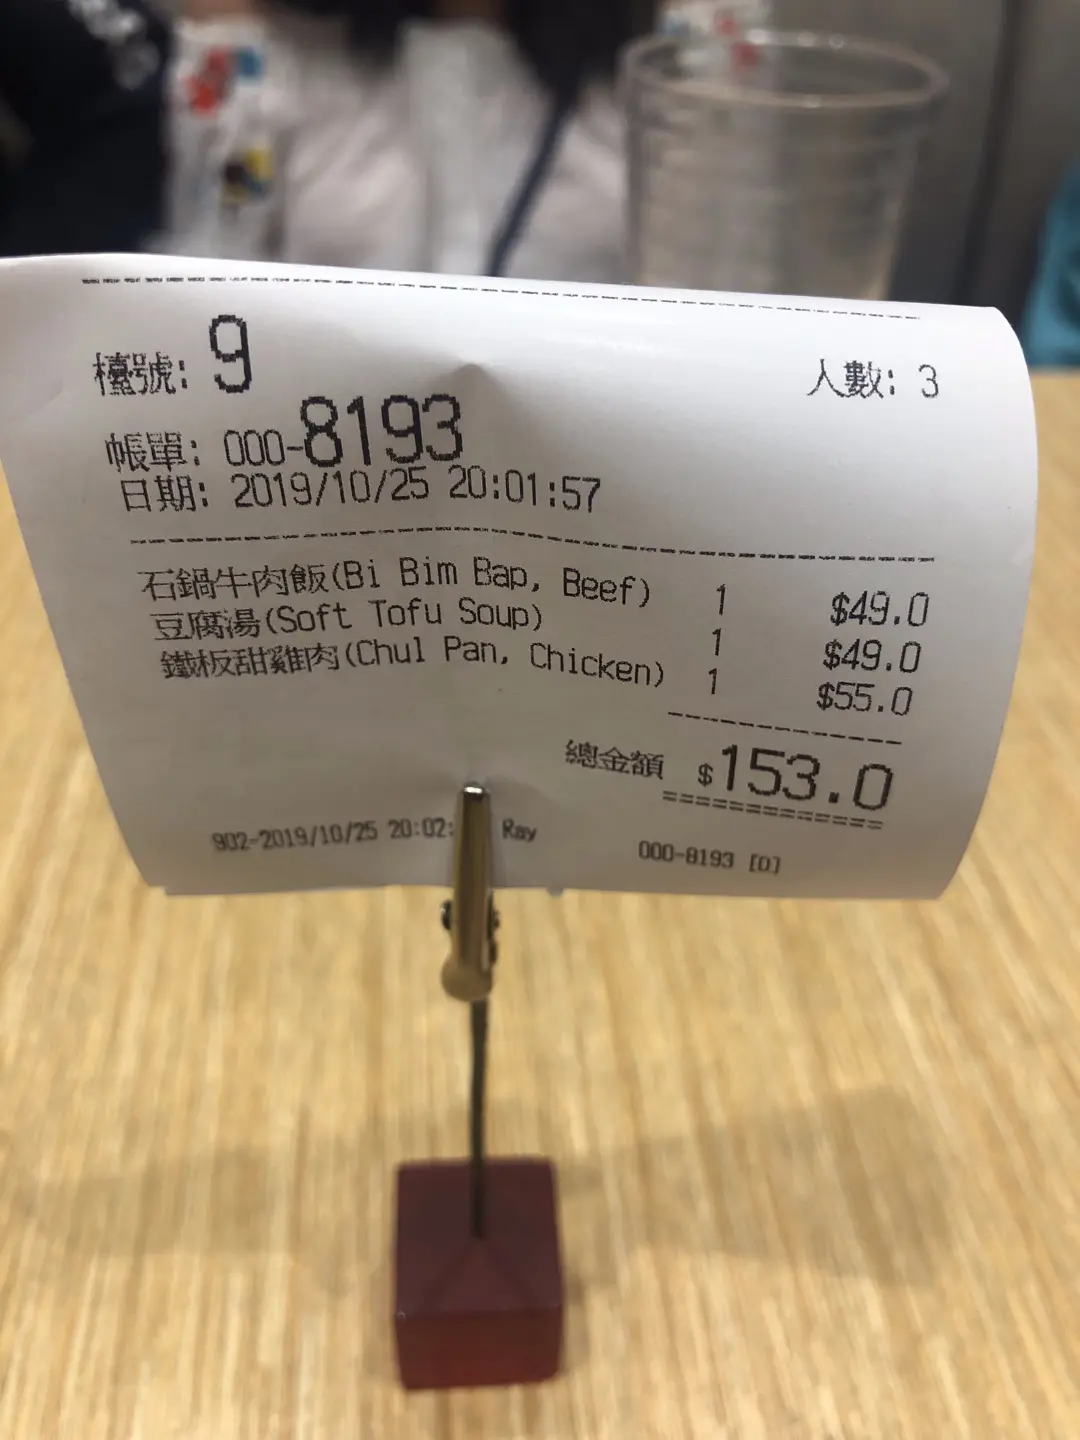 檯號: 9
人數: 3
帳單: 000-8193
日期: 2019/10/25 20:01:57
石鍋牛肉飯(Bi Bim Bap, Beef) 1 $49.0
豆腐湯(Soft Tofu Soup) 1 $49.0
鐵板甜雞肉(Chul Pan, Chicken) 1 $55.0
總金額 $153.0
902-2019/10/25 20:02: Ray 000-8193 [0]